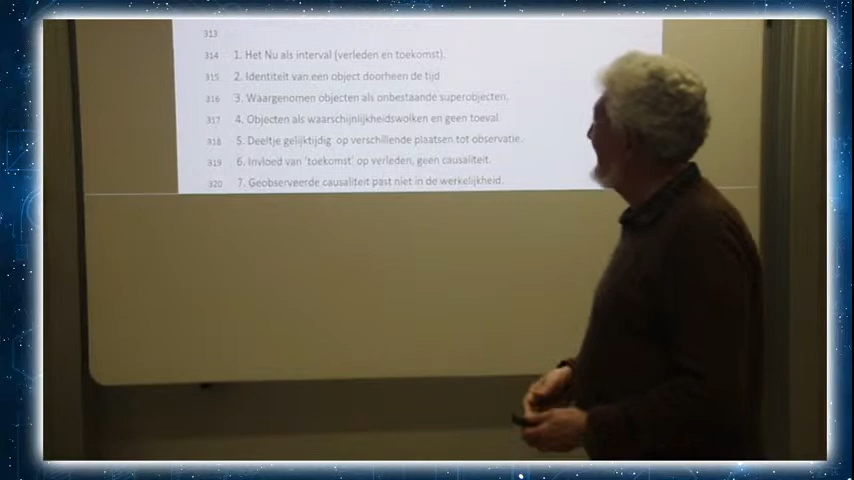 313
314 1. Het Nu als interval (verleden en toekomst).
315 2. Identiteit van een object doorheen de tijd
316 3. Waargenomen objecten als onbestaande superobjecten.
317 4. Objecten als waarschijnlijkheidswolken en geen toeval
318 5. Deeltje gelijktijdig op verschillende plaatsen tot observatie.
319 6. Invloed van 'toekomst' op verleden, geen causaliteit.
320 7. Geobserveerde causaliteit past niet in de werkelijkheid.